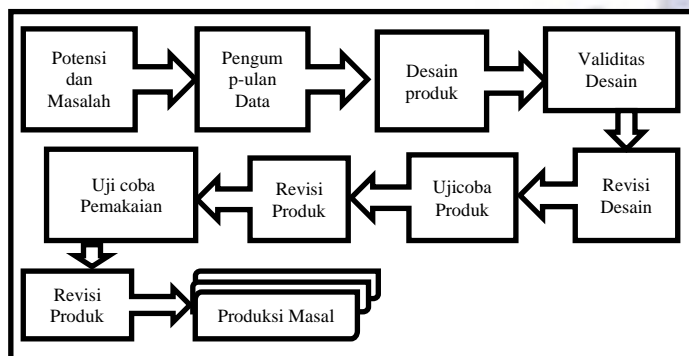 Potensi
dan
Masalah
Pengum
p-ulan
Data
Desain
produk
Validitas
Desain
Uji coba
Pemakaian
Revisi
Produk
Ujicoba
Produk
Revisi
Desain
Revisi
Produk
Produksi Masal